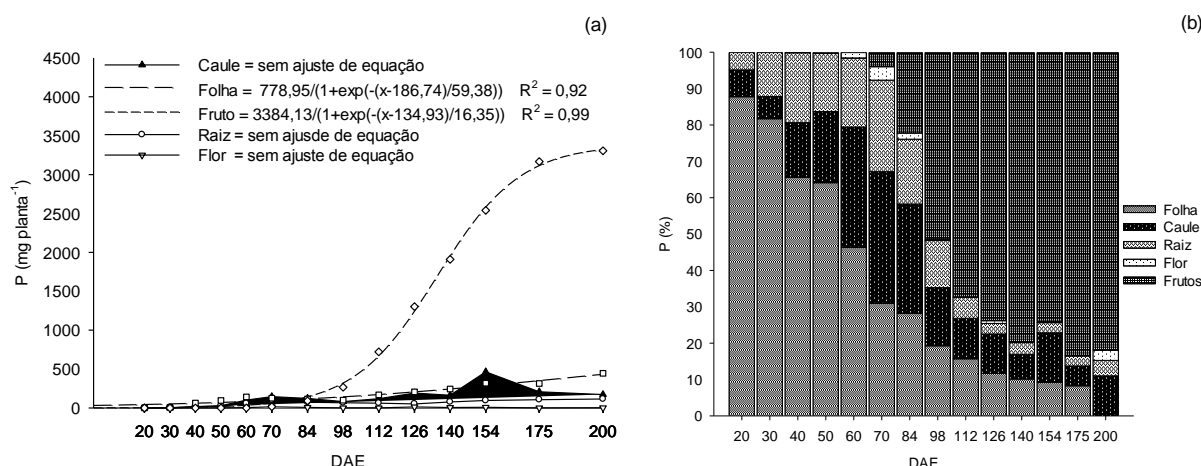 (a)
4500
4000
3500
3000
2500
2000
1500
1000
500
0
P (mg planta-1)
Caule = sem ajuste de equação
Folha = 778,95/(1+exp(-(x-186,74)/59,38)) R2 = 0,92
Fruto = 3384,13/(1+exp(-(x-134,93)/16,35)) R2 = 0,99
Raiz = sem ajusde de equação
Flor = sem ajuste de equação
20 30 40 50 60 70 84 98 112 126 140 154 175 200
DAE
(b)
100
90
80
70
60
50
40
30
20
10
0
P (%)
Folha
Caule
Raiz
Flor
Frutos
20 30 40 50 60 70 84 98 112 126 140 154 175 200
DAE